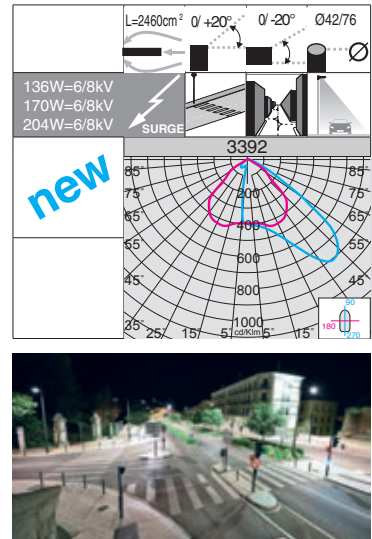 L=2460cm² 0/ +20° 0/ -20° Ø42/76
Ø
136W=6/8kV
170W=6/8kV
204W=6/8kV
SURGE
3392
new
85° 85°
75° 200 75°
65° 400 65°
55° 600 55°
45° 800 45°
35° 25° 15° 5° 1000 5° 15°
cd/Klm
90
180
270